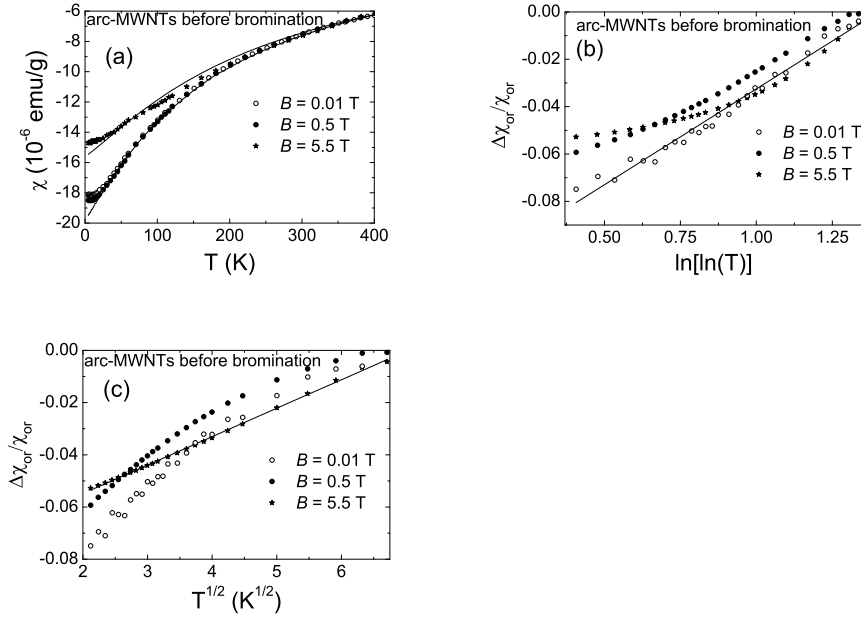 arc-MWNTs before bromination
(a)
-6
-8
-10
-12
-14
-16
-18
-20
χ (10⁻⁶ emu/g)
B = 0.01 T
B = 0.5 T
B = 5.5 T
0 100 200 300 400
T (K)
arc-MWNTs before bromination
(b)
0.00
-0.02
-0.04
-0.06
-0.08
Δχor/χor
B = 0.01 T
B = 0.5 T
B = 5.5 T
0.50 0.75 1.00 1.25
ln[ln(T)]
arc-MWNTs before bromination
(c)
0.00
-0.02
-0.04
-0.06
-0.08
Δχor/χor
B = 0.01 T
B = 0.5 T
B = 5.5 T
2 3 4 5 6
T¹/² (K¹/²)